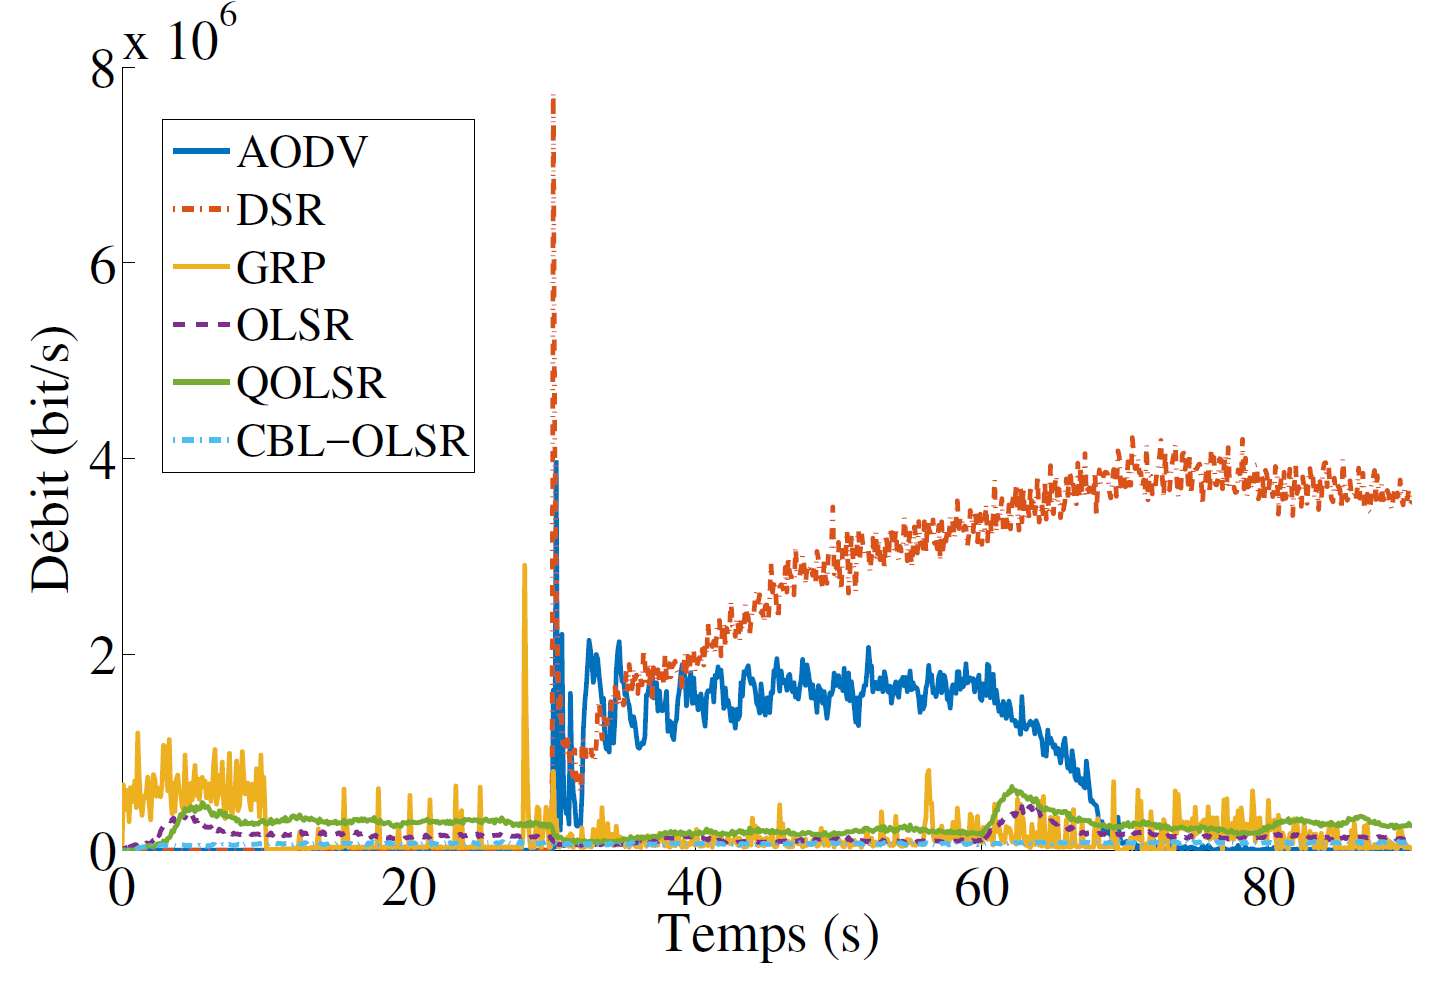 x 10^6
8
6
4
2
0
Débit (bit/s)
AODV
DSR
GRP
OLSR
QOLSR
CBL−OLSR
0 20 40 60 80
Temps (s)